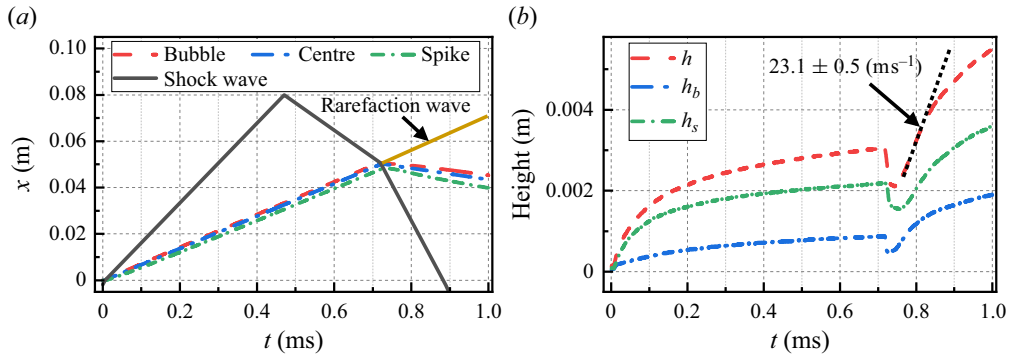 (a)
0.10
Bubble Centre Spike
Shock wave
0.08
Rarefaction wave
0.06
x (m)
0.04
0.02
0
0.0 0.2 0.4 0.6 0.8 1.0
t (ms)
(b)
h
h_b
h_s
23.1 ± 0.5 (ms⁻¹)
0.004
Height (m)
0.002
0
0.0 0.2 0.4 0.6 0.8 1.0
t (ms)